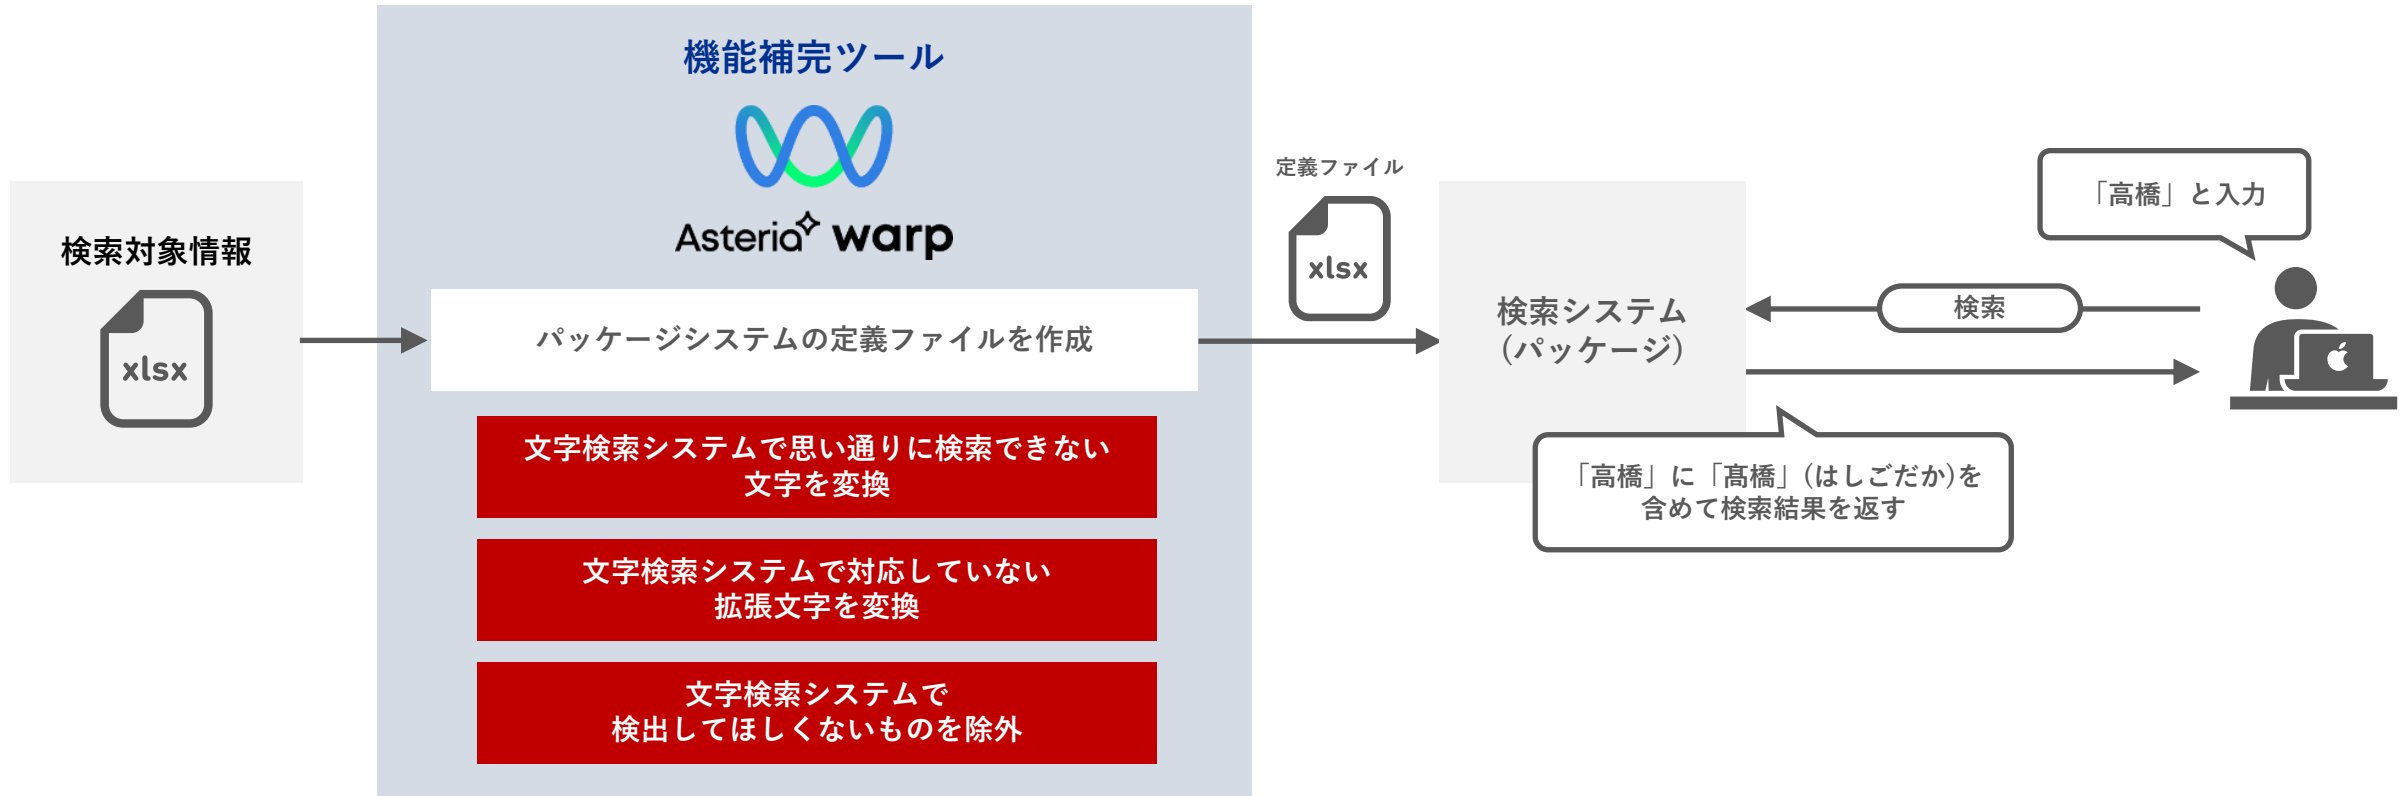 検索対象情報
xlsx
機能補完ツール
Asteria warp
パッケージシステムの定義ファイルを作成
文字検索システムで思い通りに検索できない
文字を変換
文字検索システムで対応していない
拡張文字を変換
文字検索システムで
検出してほしくないものを除外
定義ファイル
xlsx
検索システム
(パッケージ)
「高橋」と入力
検索
「高橋」に「髙橋」(はしごだか)を
含めて検索結果を返す